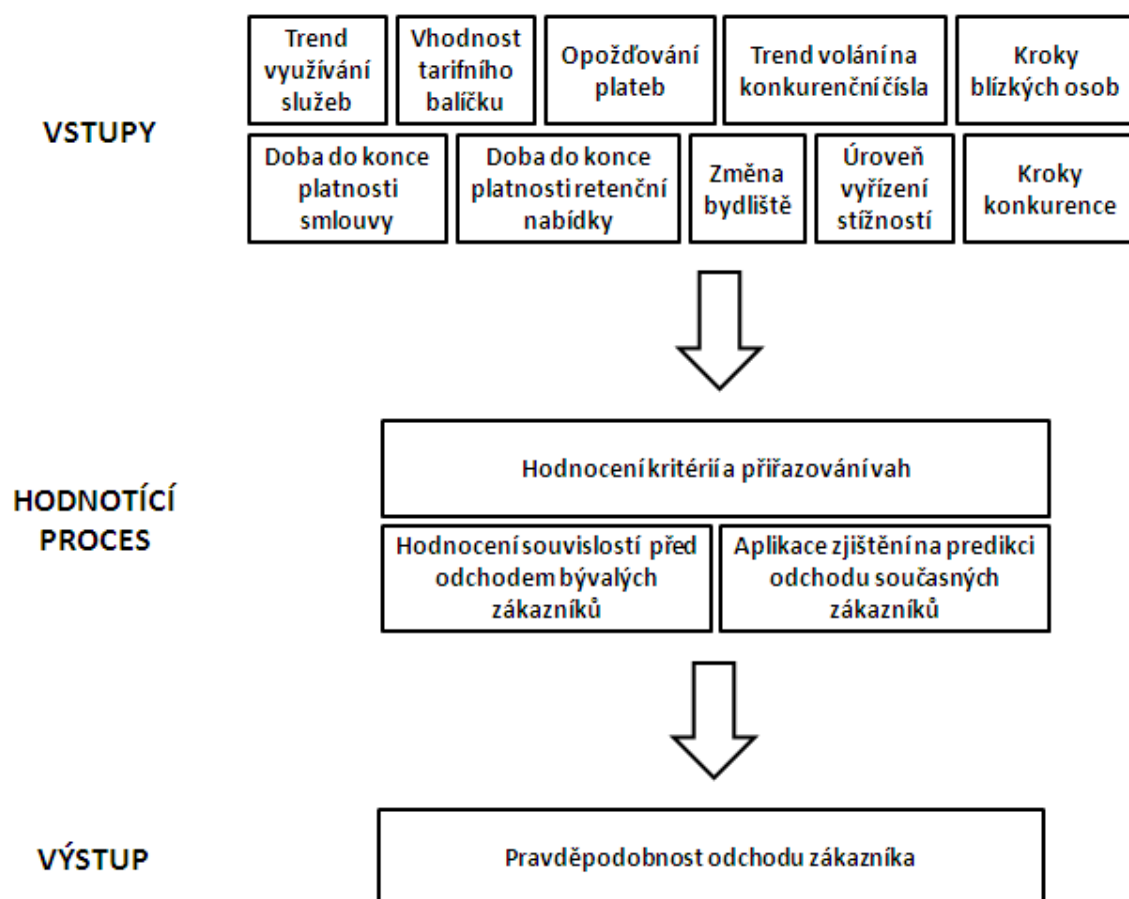 VSTUPY
Trend
využívání
služeb
Vhodnost
tarifního
balíčku
Opožďování
plateb
Trend volání na
konkurenční čísla
Kroky
blízkých osob
Doba do konce
platnosti
smlouvy
Doba do konce
platnosti retenční
nabídky
Změna
bydliště
Úroveň
vyřízení
stížností
Kroky
konkurence
HODNOTÍCÍ
PROCES
Hodnocení kritérií a přiřazování vah
Hodnocení souvislostí před
odchodem bývalých
zákazníků
Aplikace zjištění na predikci
odchodu současných
zákazníků
VÝSTUP
Pravděpodobnost odchodu zákazníka